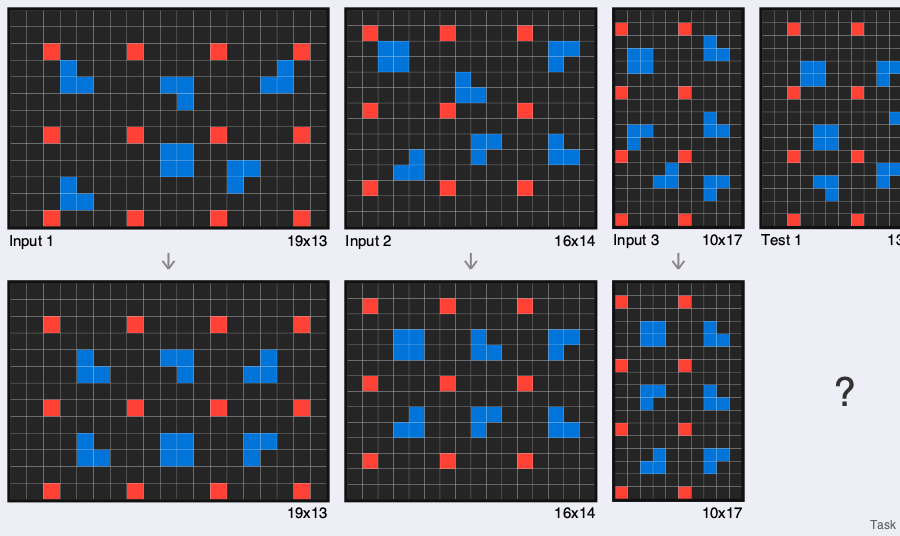 Input 1 19x13
Input 2 16x14
Input 3 10x17
Test 1 13
?
19x13
16x14
10x17
Task